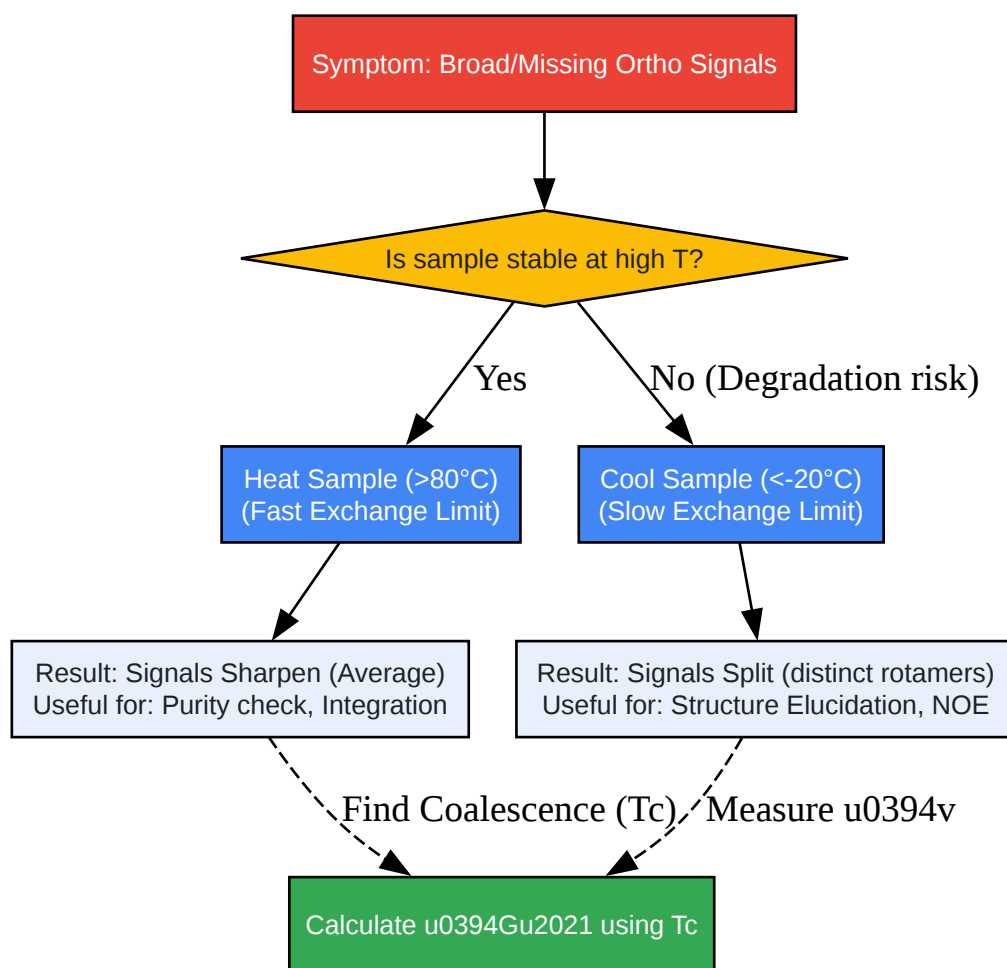 Symptom: Broad/Missing Ortho Signals
Is sample stable at high T?
Yes
No (Degradation risk)
Heat Sample (>80°C)
(Fast Exchange Limit)
Cool Sample (<-20°C)
(Slow Exchange Limit)
Result: Signals Sharpen (Average)
Useful for: Purity check, Integration
Result: Signals Split (distinct rotamers)
Useful for: Structure Elucidation, NOE
Find Coalescence (Tc)
Measure u0394v
Calculate u0394Gu2021 using Tc